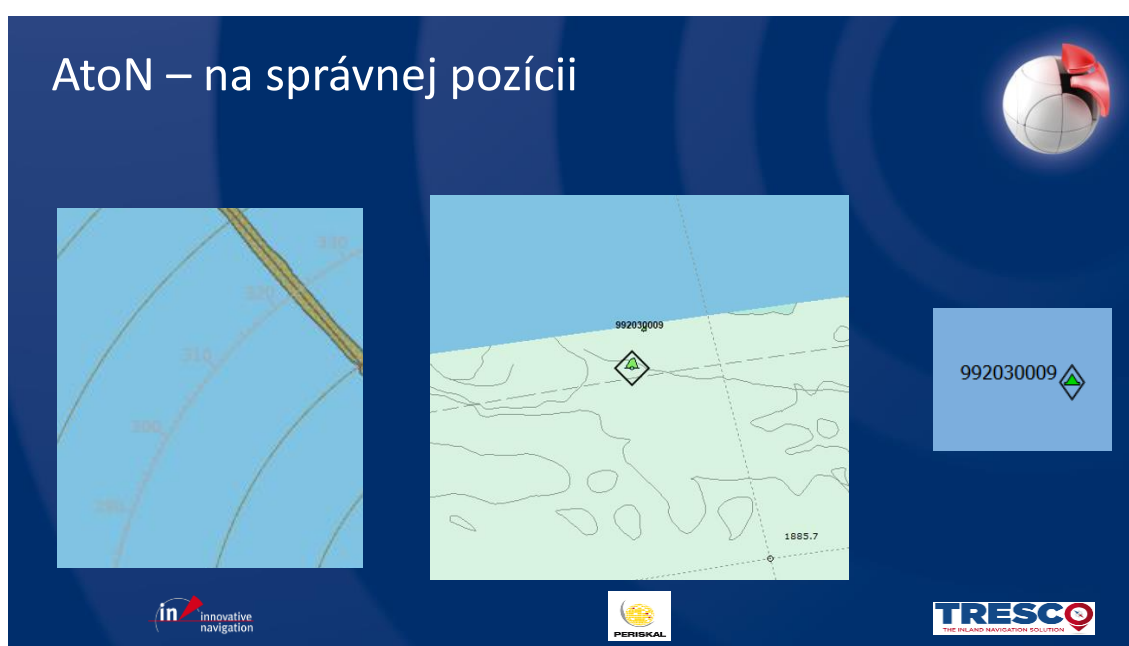 AtoN – na správnej pozícii
330
320
310
300
992030009
1885.7
992030009
in
innovative
navigation
PERISKAL
TRESCO
THE INLAND NAVIGATION SOLUTION